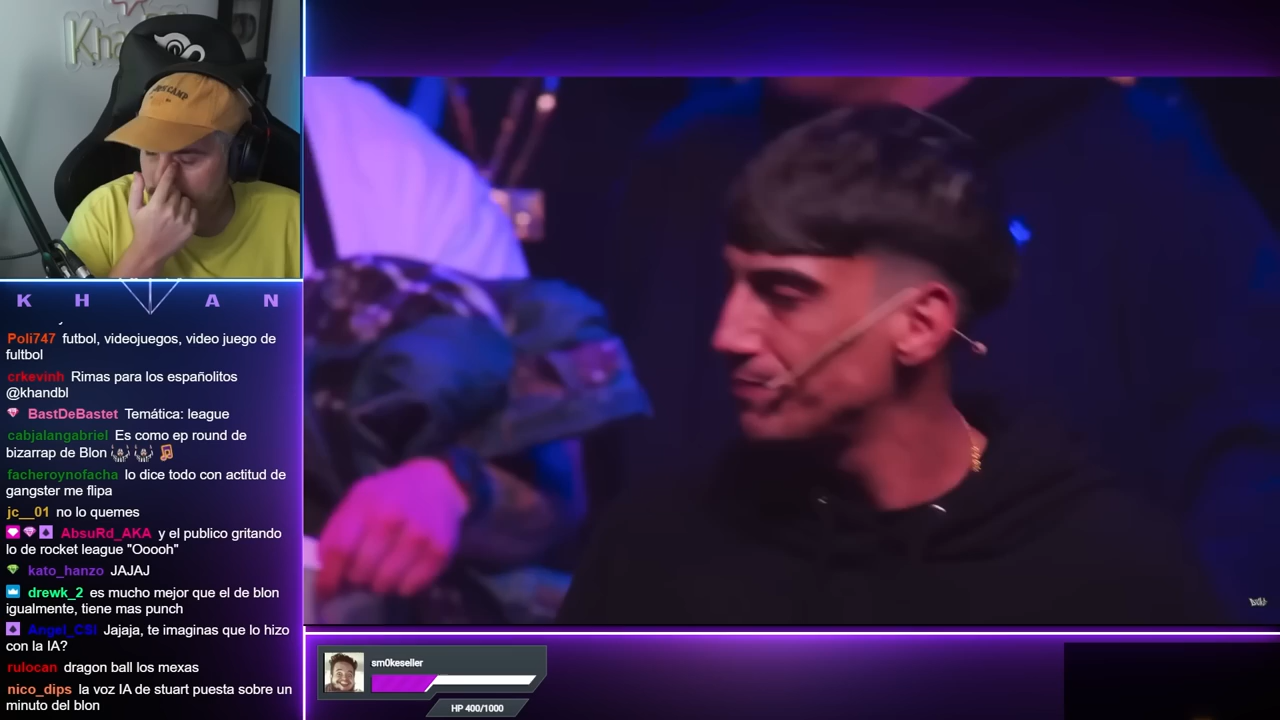 K H A N
Poli747 futbol, videojuegos, video juego de
fultbol
crkevinh Rimas para los españolitos
@khandbl
BastDeBastet Temática: league
cabjalangabriel Es como ep round de
bizarrap de Blon
facheroynofacha lo dice todo con actitud de
gangster me flipa
jc__01 no lo quemes
AbsuRd_AKA y el publico gritando
lo de rocket league "Ooooh"
kato_hanzo JAJAJ
drewk_2 es mucho mejor que el de blon
igualmente, tiene mas punch
Angel_CSI Jajaja, te imaginas que lo hizo
con la IA?
rulocan dragon ball los mexas
nico_dips la voz IA de stuart puesta sobre un
minuto del blon
sm0keseller
HP 400/1000